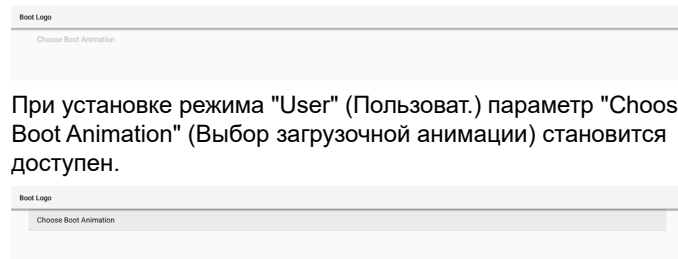 Boot Logo
Choose Boot Animation
При установке режима "User" (Пользоват.) параметр "Choos
Boot Animation" (Выбор загрузочной анимации) становится
доступен.
Boot Logo
Choose Boot Animation